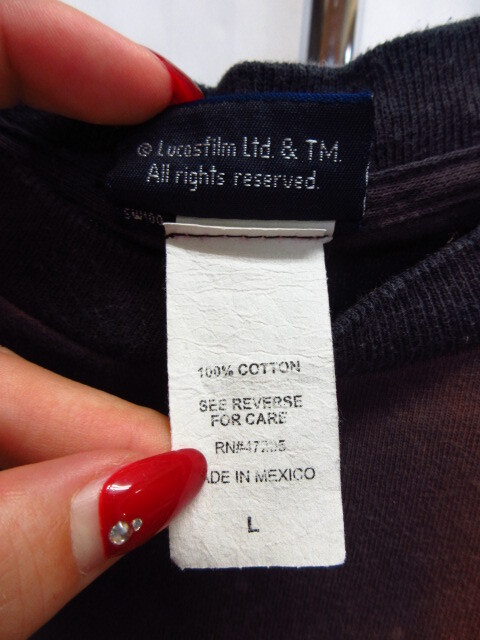 © Lucasfilm Ltd. & TM.
All rights reserved.
100% COTTON
SEE REVERSE
FOR CARE
ADE IN MEXICO
L